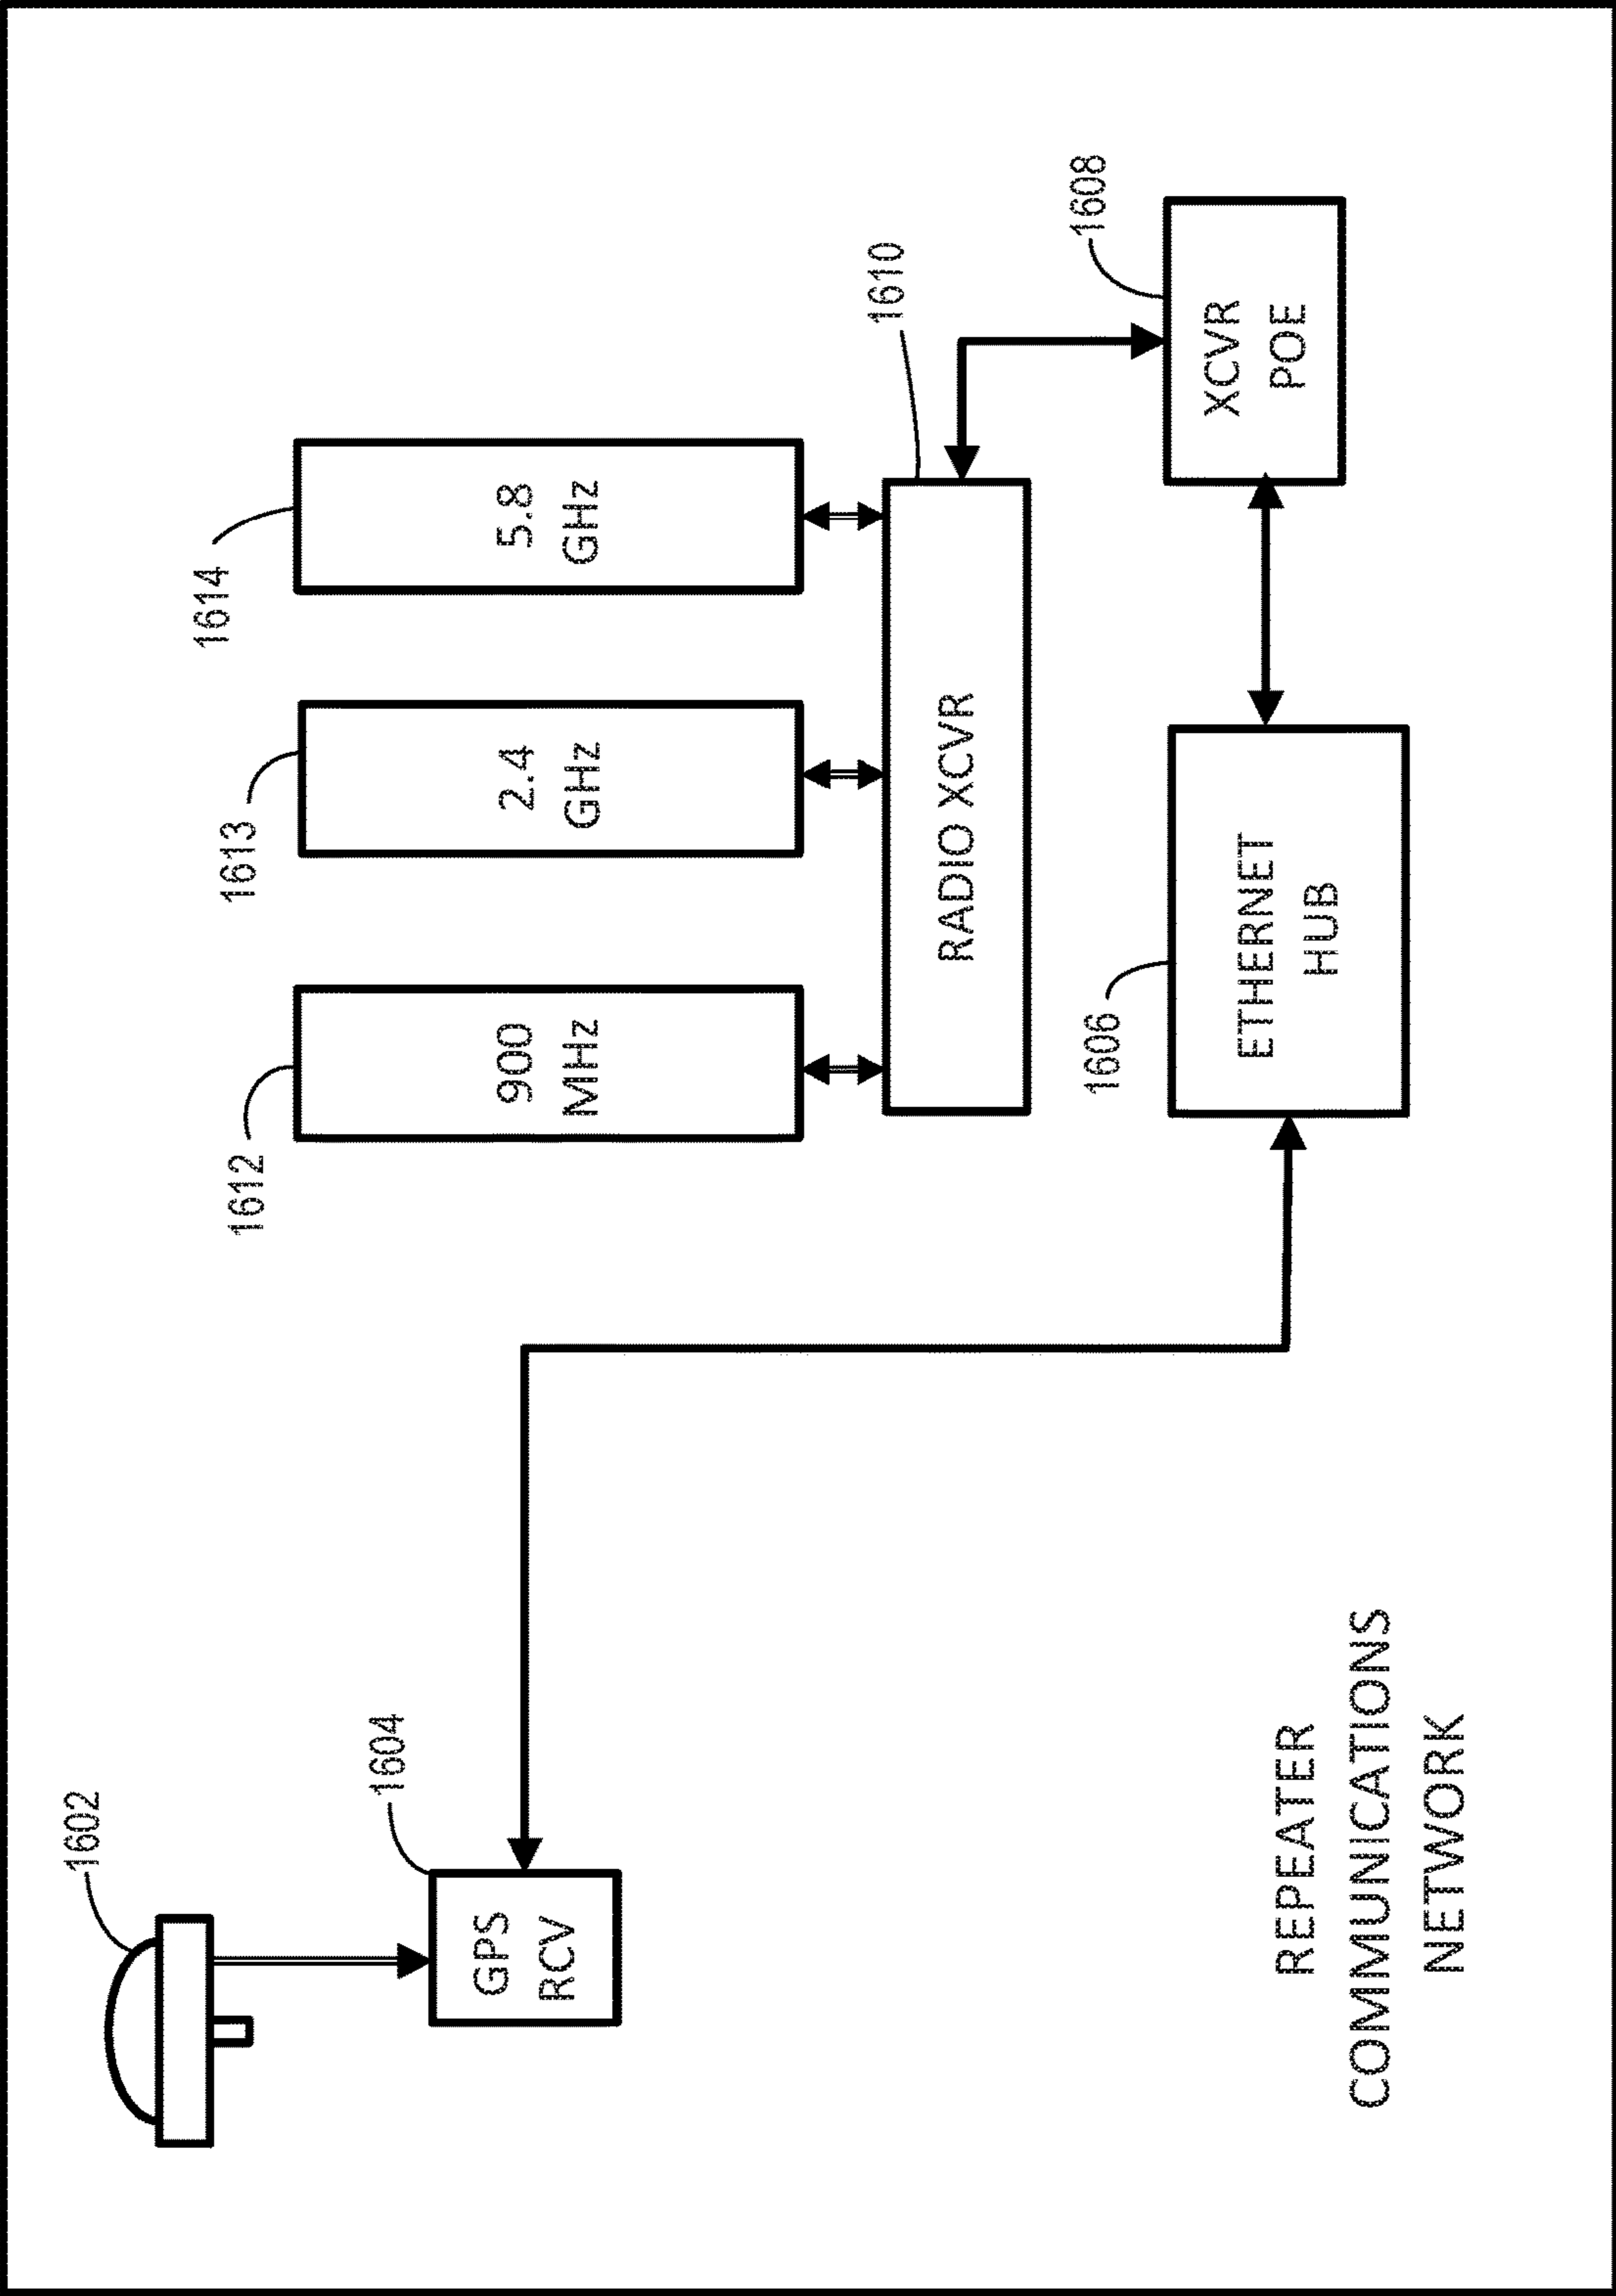 1602
1604
GPS
RCV
1612
900
MHz
1613
2.4
GHz
1614
5.8
GHz
1610
RADIO XCVR
1606
ETHERNET
HUB
1608
XCVR
POE
REPEATER
COMMUNICATIONS
NETWORK